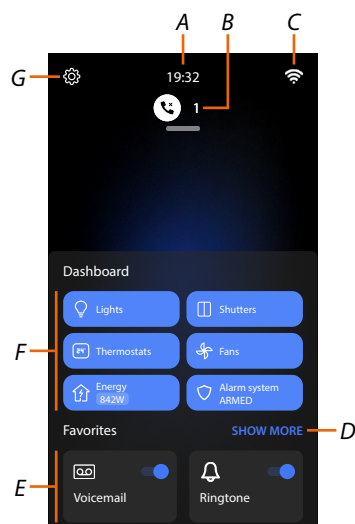 A
B
C
G
19:32
1
Dashboard
Lights
Shutters
F
Thermostats
Fans
Energy
842W
Alarm system
ARMED
Favorites
SHOW MORE
D
E
Voicemail
Ringtone